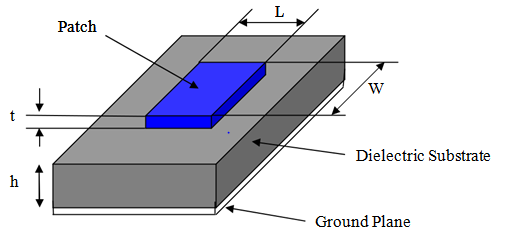 L
Patch
W
t
Dielectric Substrate
h
Ground Plane